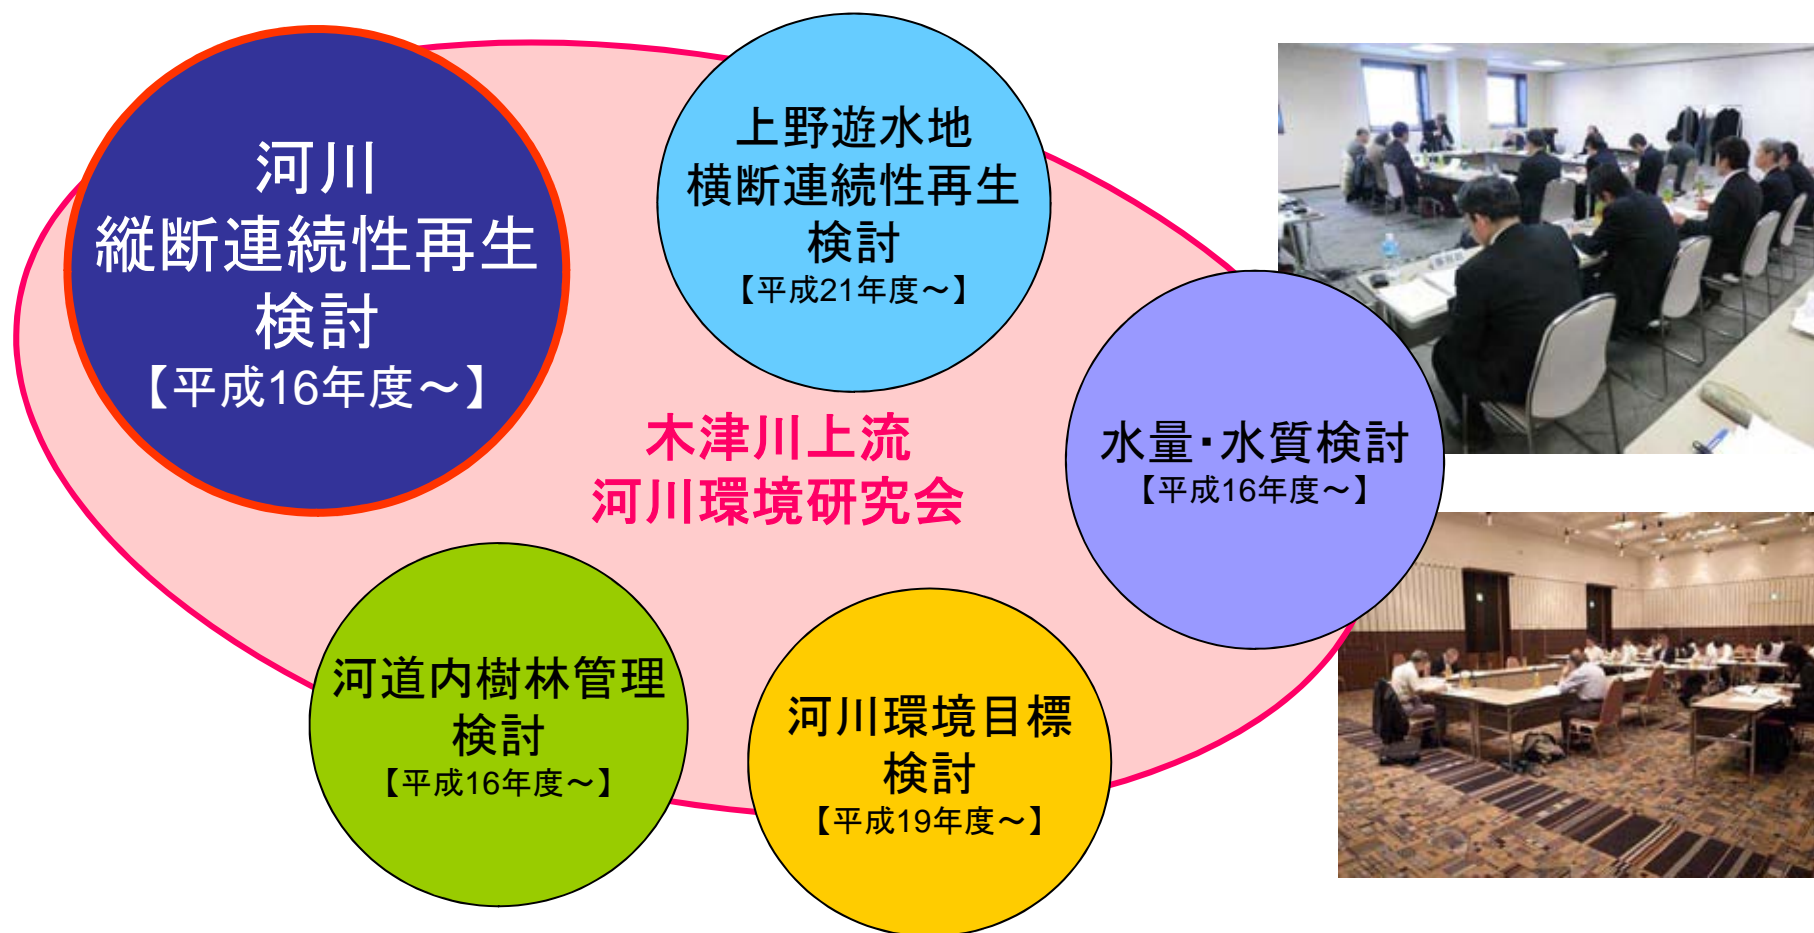 河川
縦断連続性再生
検討
【平成16年度～】
上野遊水地
横断連続性再生
検討
【平成21年度～】
水量・水質検討
【平成16年度～】
木津川上流
河川環境研究会
河道内樹林管理
検討
【平成16年度～】
河川環境目標
検討
【平成19年度～】